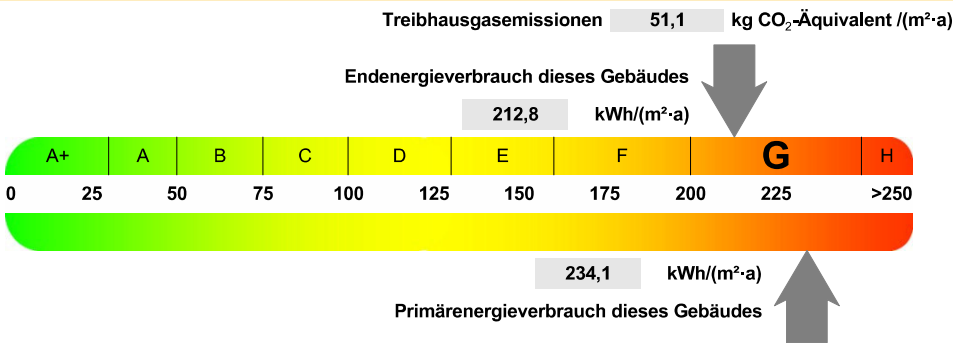 Treibhausgasemissionen 51,1 kg CO₂-Äquivalent /(m²·a)
Endenergieverbrauch dieses Gebäudes
212,8 kWh/(m²·a)
A+ A B C D E F G H
0 25 50 75 100 125 150 175 200 225 >250
234,1 kWh/(m²·a)
Primärenergieverbrauch dieses Gebäudes